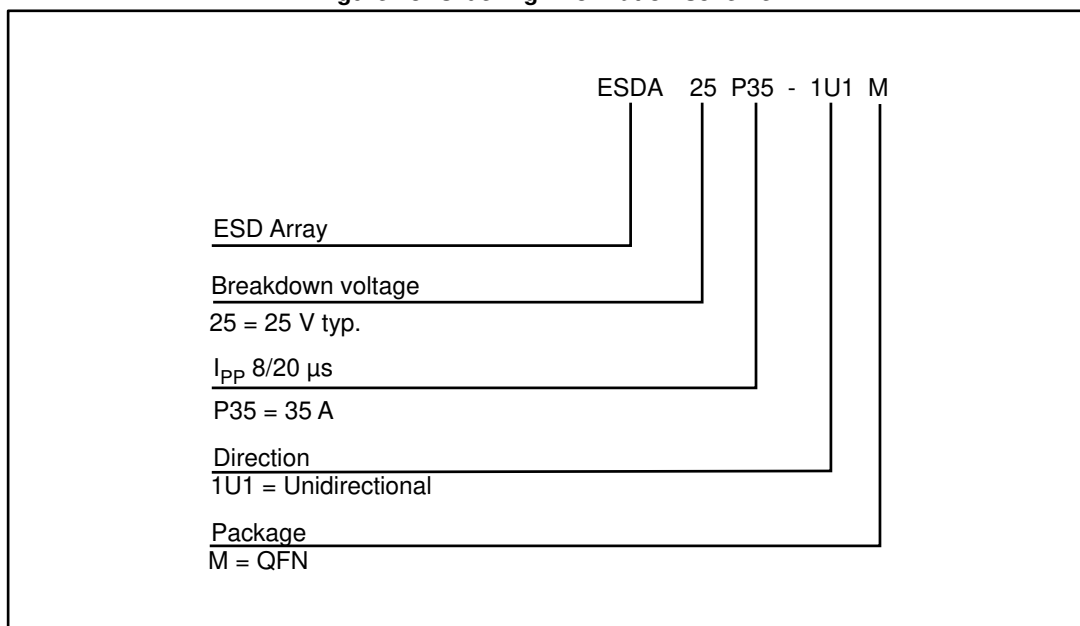 ESDA 25 P35 - 1U1 M
ESD Array
Breakdown voltage
25 = 25 V typ.
IPP 8/20 µs
P35 = 35 A
Direction
1U1 = Unidirectional
Package
M = QFN